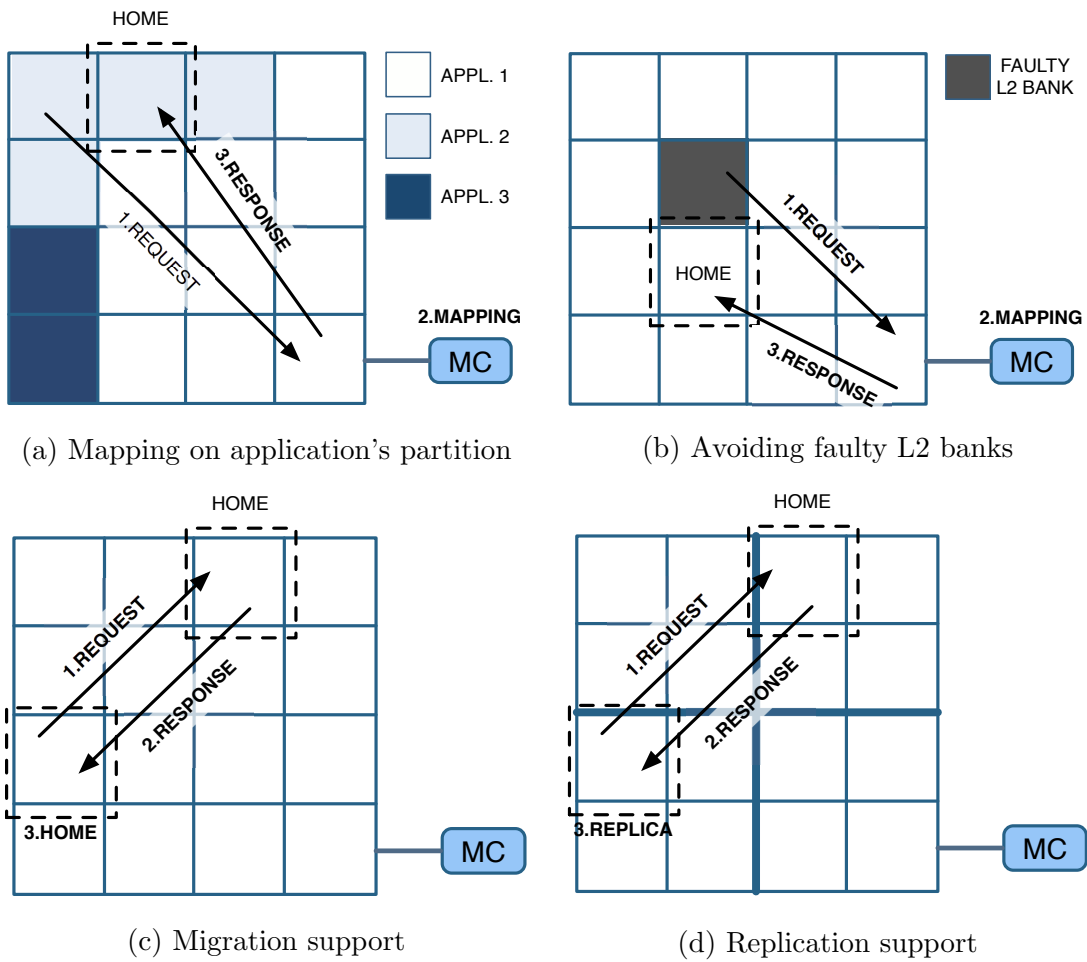 HOME
APPL. 1
APPL. 2
APPL. 3
1.REQUEST
3.RESPONSE
2.MAPPING
MC
(a) Mapping on application's partition
FAULTY
L2 BANK
1.REQUEST
HOME
3.RESPONSE
2.MAPPING
MC
(b) Avoiding faulty L2 banks
HOME
1.REQUEST
2.RESPONSE
3.HOME
MC
(c) Migration support
HOME
1.REQUEST
2.RESPONSE
3.REPLICA
MC
(d) Replication support